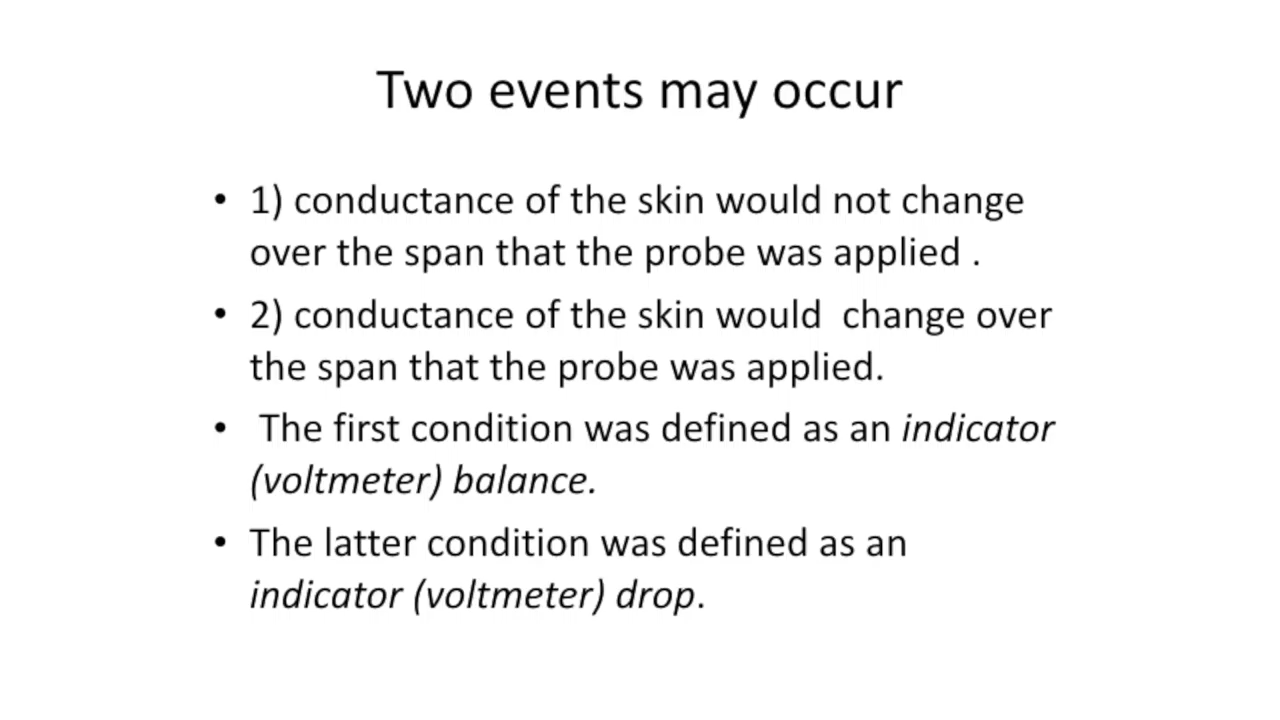 Two events may occur
• 1) conductance of the skin would not change
over the span that the probe was applied .
• 2) conductance of the skin would  change over
the span that the probe was applied.
•  The first condition was defined as an indicator
(voltmeter) balance.
• The latter condition was defined as an
indicator (voltmeter) drop.